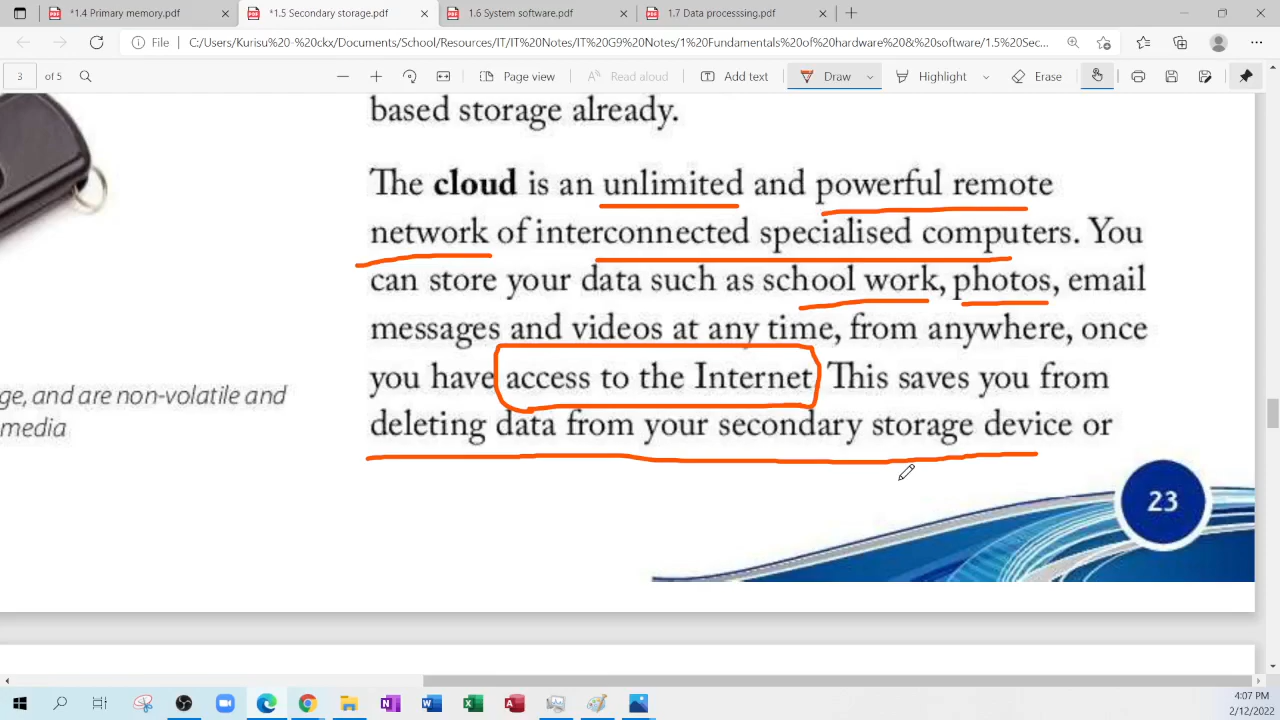 *1.4 Primary memory.pdf
*1.5 Secondary storage.pdf
1.6 System software.pdf
1.7 Data processsing.pdf
File
C:/Users/Kurisu%20-%20ckx/Documents/School/Resources/IT/IT%20Notes/IT%20G9%20Notes/1%20Fundamentals%20of%20hardware%20&%20software/1.5%20Sec...
3 of 5
Page view
Read aloud
Add text
Draw
Highlight
Erase
based storage already.
The cloud is an unlimited and powerful remote
network of interconnected specialised computers. You
can store your data such as school work, photos, email
messages and videos at any time, from anywhere, once
you have access to the Internet. This saves you from
deleting data from your secondary storage device or
ge, and are non-volatile and
media
23
4:07 PM
2/12/2022